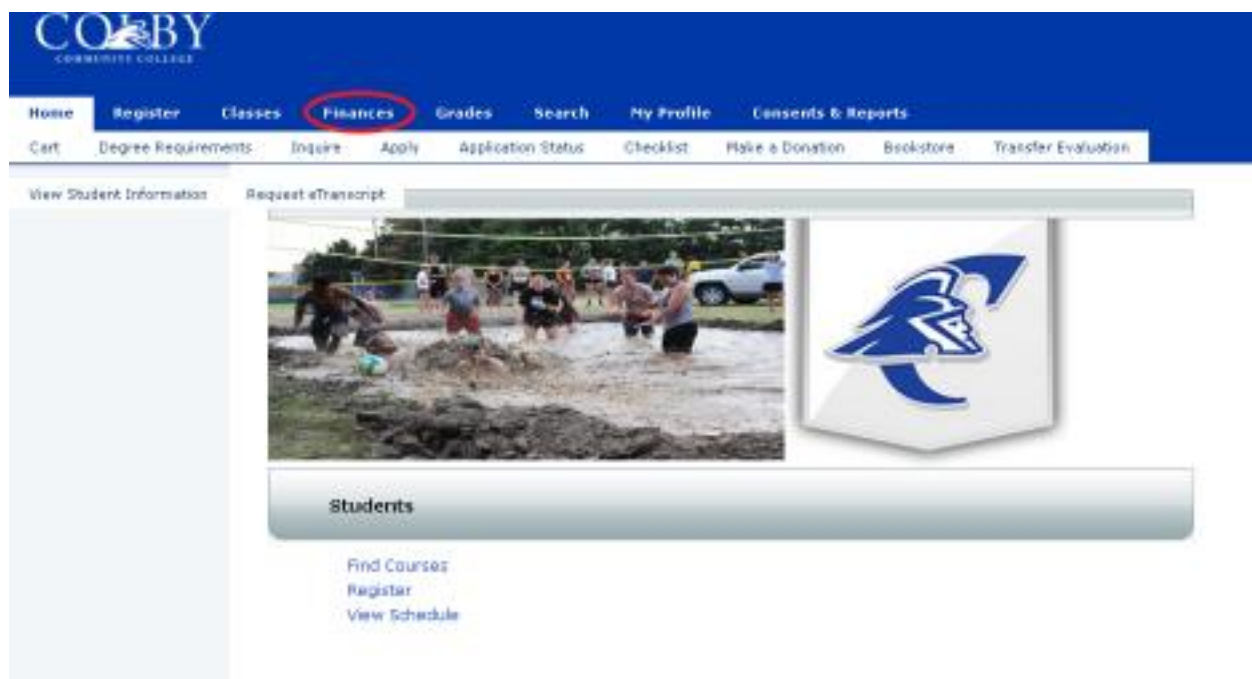 COLBY
COMMUNITY COLLEGE
Home Register Classes Finances Grades Search My Profile Consents & Reports
Cart Degree Requirements Inquire Apply Application Status Checklist Make a Donation Bookstore Transfer Evaluation
View Student Information Request eTranscript
Students
Find Courses
Register
View Schedule